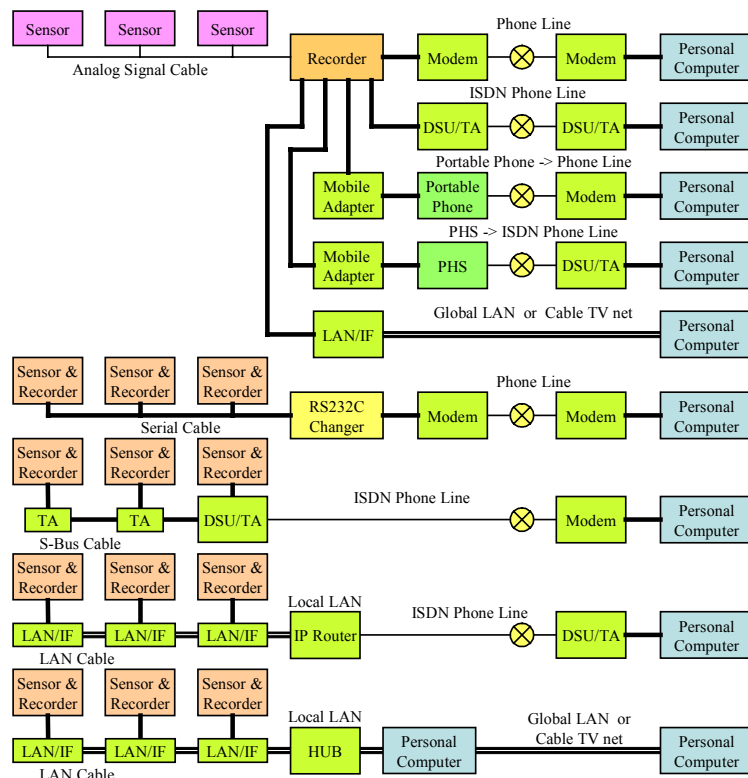 Sensor
Sensor
Sensor
Analog Signal Cable
Recorder
Phone Line
Modem
Modem
Personal
Computer
ISDN Phone Line
DSU/TA
DSU/TA
Personal
Computer
Portable Phone -> Phone Line
Mobile
Adapter
Portable
Phone
Modem
Personal
Computer
PHS -> ISDN Phone Line
Mobile
Adapter
PHS
DSU/TA
Personal
Computer
Global LAN or Cable TV net
LAN/IF
Personal
Computer
Sensor &
Recorder
Sensor &
Recorder
Sensor &
Recorder
Serial Cable
RS232C
Changer
Phone Line
Modem
Modem
Personal
Computer
Sensor &
Recorder
Sensor &
Recorder
Sensor &
Recorder
TA
TA
DSU/TA
S-Bus Cable
ISDN Phone Line
Modem
Personal
Computer
Sensor &
Recorder
Sensor &
Recorder
Sensor &
Recorder
LAN/IF
LAN/IF
LAN/IF
LAN Cable
Local LAN
IP Router
ISDN Phone Line
DSU/TA
Personal
Computer
Sensor &
Recorder
Sensor &
Recorder
Sensor &
Recorder
LAN/IF
LAN/IF
LAN/IF
LAN Cable
Local LAN
HUB
Personal
Computer
Global LAN or
Cable TV net
Personal
Computer